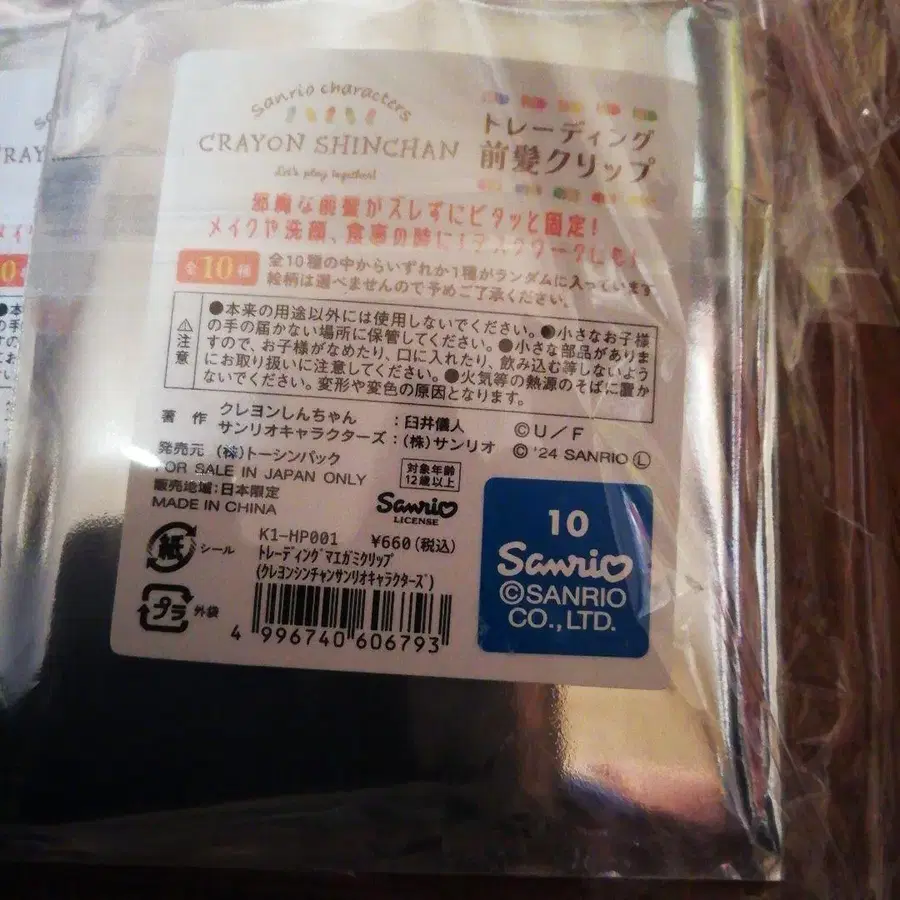 Sanrio characters
CRAYON SHINCHAN
Let's play together!
トレーディング
前髪クリップ
邪魔な前髪がズレずにピタッと固定!
メイクや洗顔、食事の時に!デスクワークにも!
全10種
全10種の中からいずれか1種がランダムに入っています
絵柄は選べませんので予めご了承ください。
⚠注意
●本来の用途以外には使用しないでください。●小さなお子様
の手の届かない場所に保管してください。●小さな部品がありま
すので、お子様がなめたり、口に入れたり、飲み込む等しないよう
にお取り扱いに注意してください。●火気等の熱源のそばに置か
ないでください。変形や変色の原因となります。
著作 クレヨンしんちゃん :臼井儀人 ©U/F
サンリオキャラクターズ:(株)サンリオ ©'24 SANRIO Ⓛ
発売元 (株)トーシンパック
FOR SALE IN JAPAN ONLY
販売地域:日本限定
MADE IN CHINA
対象年齢
12歳以上
Sanrio
LICENSE
紙 シール
プラ 外袋
K1-HP001 ¥660(税込)
トレーディングマエガミクリップ
(クレヨンシンチャンサンリオキャラクターズ)
4 996740 606793
10
Sanrio
©SANRIO
CO.,LTD.